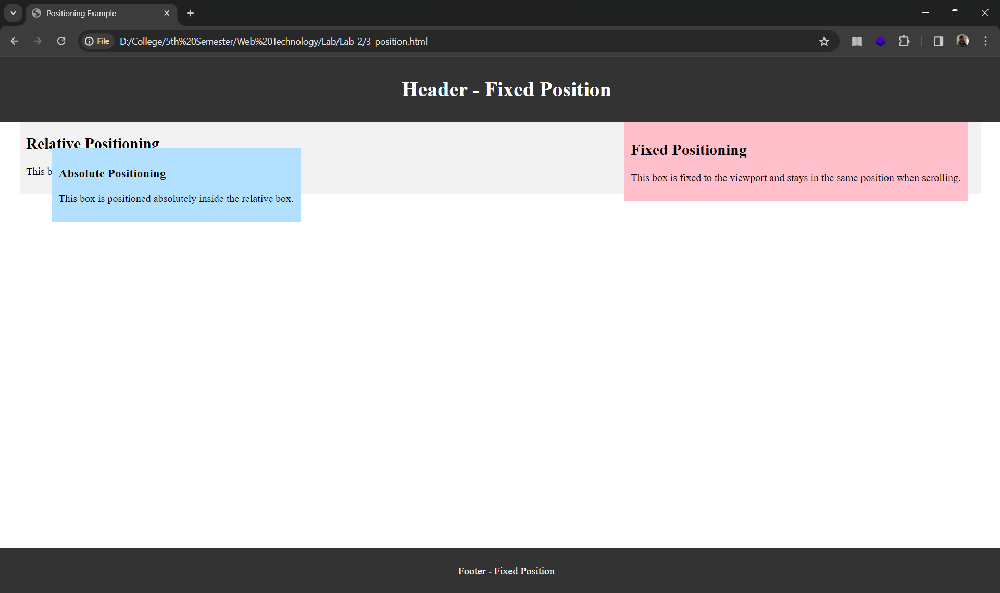 Positioning Example
File D:/College/5th%20Semester/Web%20Technology/Lab/Lab_2/3_position.html
Header - Fixed Position
Relative Positioning
This b
Absolute Positioning
This box is positioned absolutely inside the relative box.
Fixed Positioning
This box is fixed to the viewport and stays in the same position when scrolling.
Footer - Fixed Position